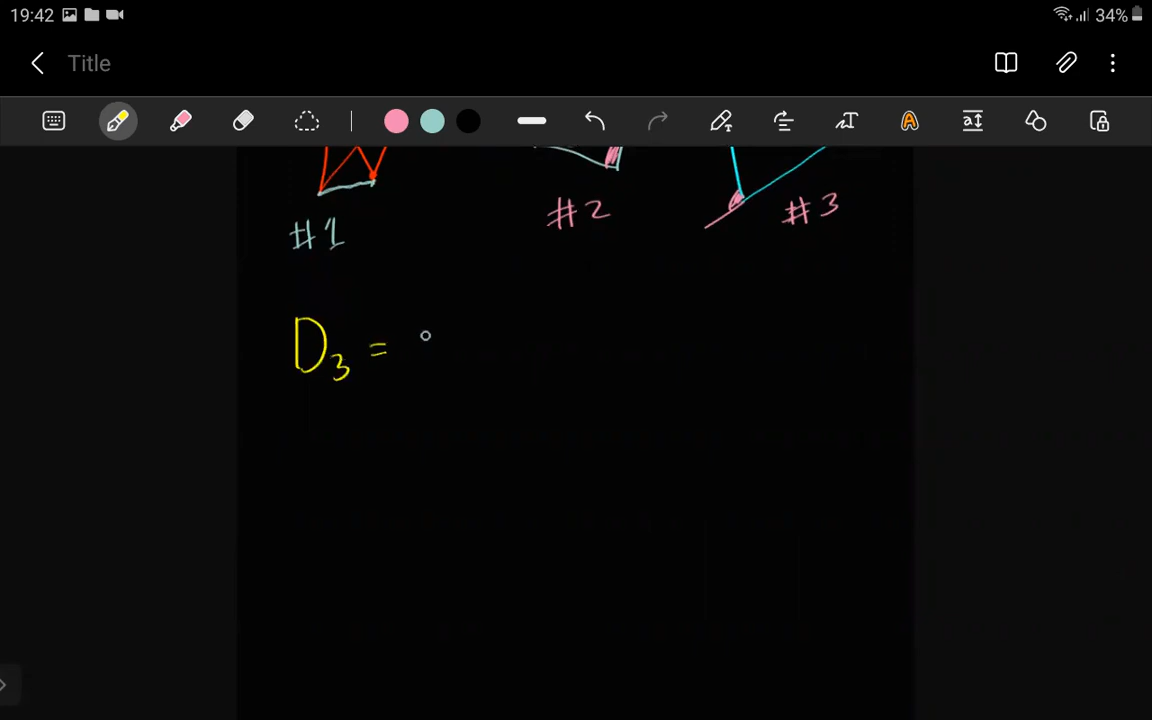 19:42 34%
Title
#1 #2 #3
D₃ =